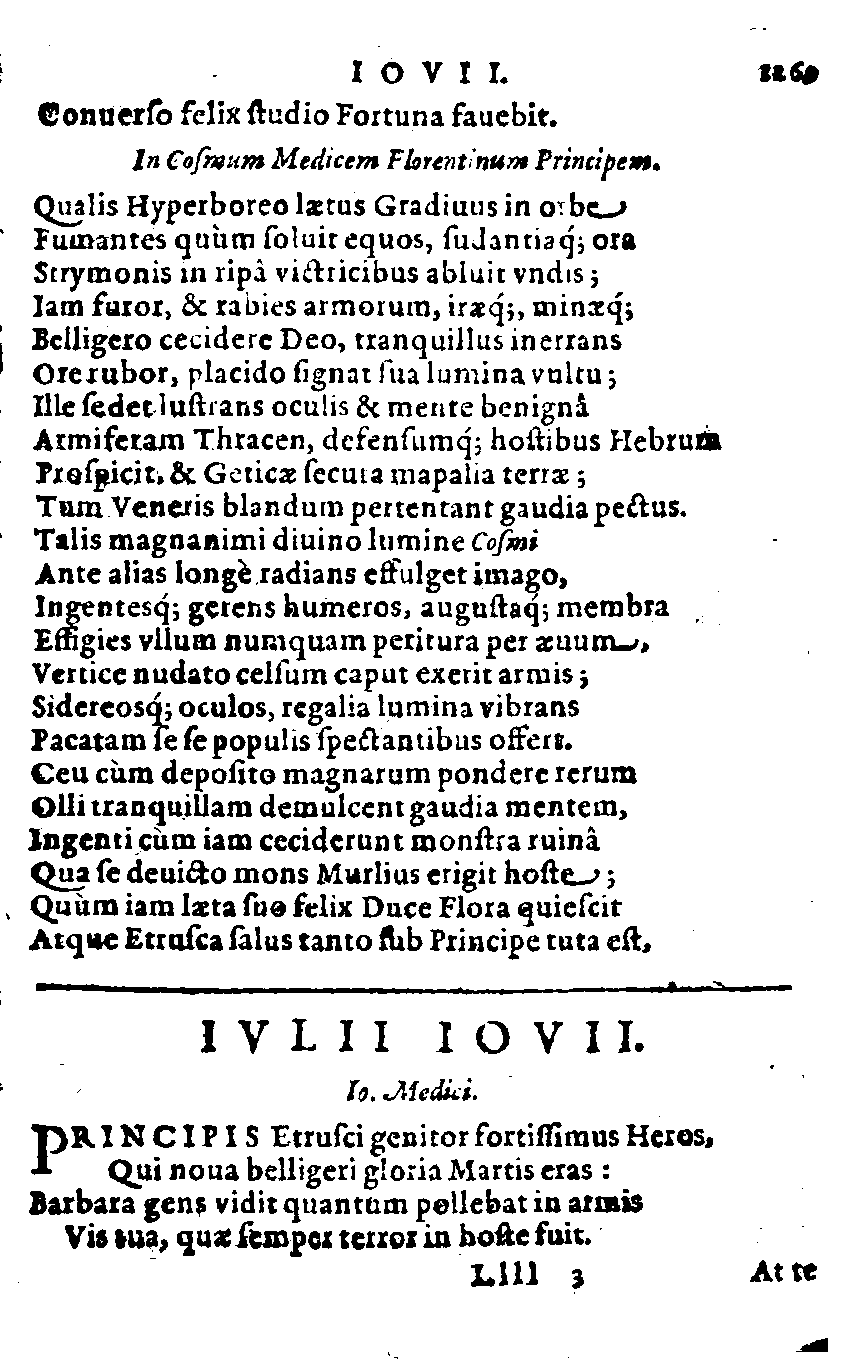 IOVII. 1269
Conuerſo felix ſtudio Fortuna fauebit.
In Coſmum Medicem Florentinum Principem.
Qualis Hyperboreo lætus Gradiuus in orbe
Fumantes quùm ſoluit equos, ſudantiaq́; ora
Strymonis in ripâ victricibus abluit vndis;
Iam furor, & rabies armorum, iræq́;, minæq́;
Belligero cecidere Deo, tranquillus inerrans
Ore rubor, placido ſignat ſua lumina vultu;
Ille ſedet luſtrans oculis & mente benignâ
Armiferam Thracen, defenſumq́; hoſtibus Hebrum
Proſpicit, & Geticæ ſecura mapalia terræ;
Tum Veneris blandum pertentant gaudia pectus.
Talis magnanimi diuino lumine Coſmi
Ante alias longè radians effulget imago,
Ingentesq́; gerens humeros, auguſtaq́; membra
Effigies vllum numquam peritura per æuum,
Vertice nudato celſum caput exerit armis;
Sidereosq́; oculos, regalia lumina vibrans
Pacatam ſe ſe populis ſpectantibus offert.
Ceu cùm depoſito magnarum pondere rerum
Olli tranquillam demulcent gaudia mentem,
Ingenti cùm iam ceciderunt monſtra ruinâ
Qua ſe deuicto mons Murlius erigit hoſte;
Quùm iam læta ſuo felix Duce Flora quieſcit
Atque Etruſca ſalus tanto ſub Principe tuta eſt,
IVLII IOVII.
Io. Medici.
PRINCIPIS Etruſci genitor fortiſſimus Heros,
Qui noua belligeri gloria Martis eras:
Barbara gens vidit quantum pollebat in armis
Vis tua, quæ ſemper terror in hoſte fuit.
Llll 3 At te